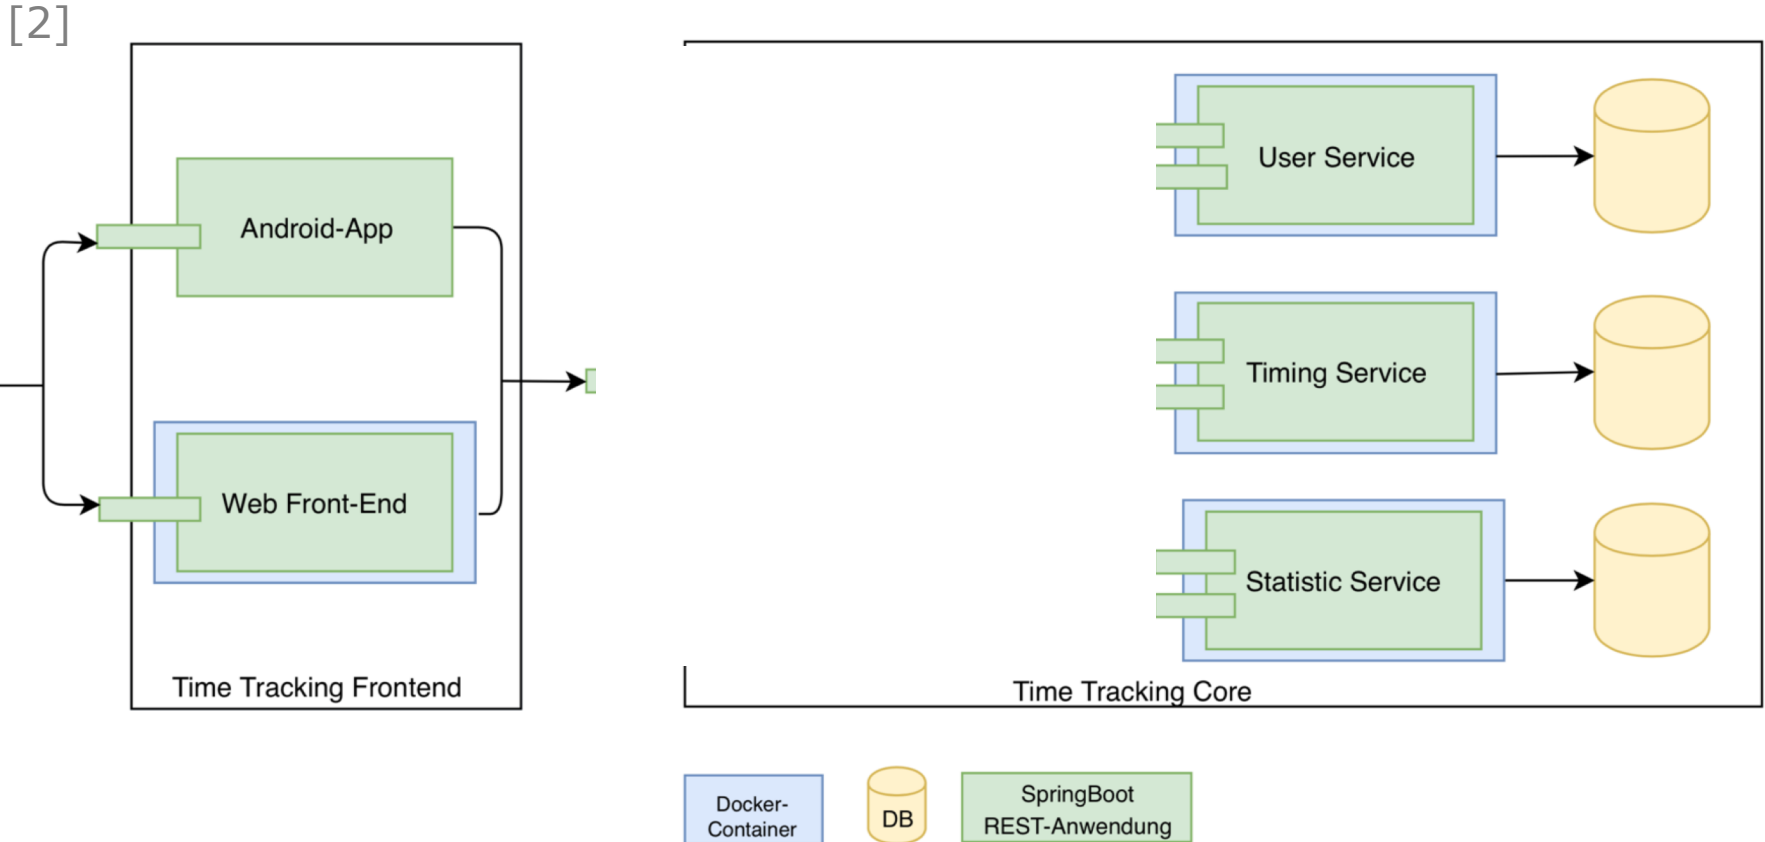 [2]
Android-App
Web Front-End
Time Tracking Frontend
User Service
Timing Service
Statistic Service
Time Tracking Core
Docker-
Container
DB
SpringBoot
REST-Anwendung